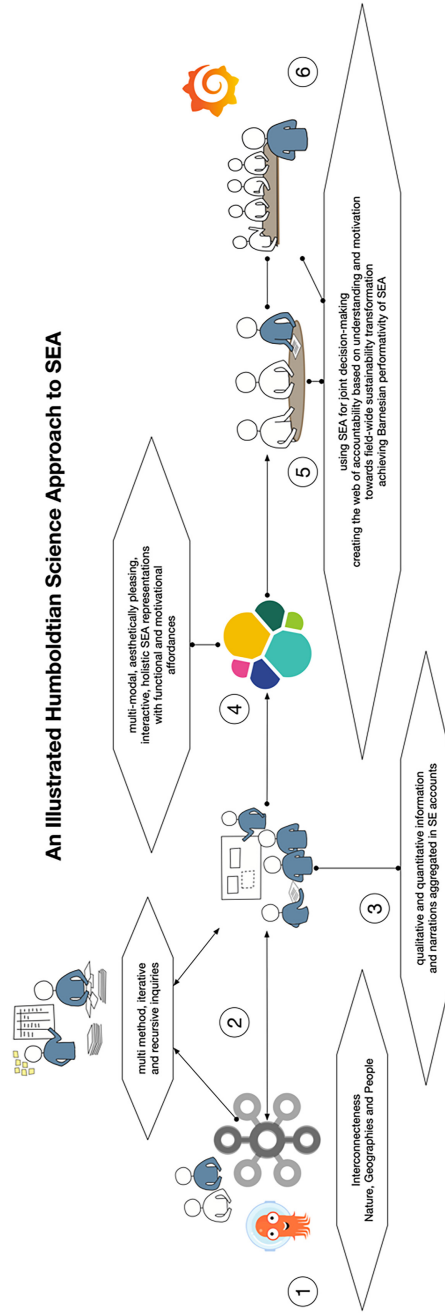 An Illustrated Humboldtian Science Approach to SEA
1
Interconnecteness
Nature, Geographies and People
2
multi method, iterative
and recursive inquiries
3
qualitative and quantitative information
and narrations aggregated in SE accounts
4
multi-modal, aesthetically pleasing,
interactive, holistic SEA representations
with functional and motivational
affordances
5
6
using SEA for joint decision-making
creating the web of accountability based on understanding and motivation
towards field-wide sustainability transformation
achieving Barnesian performativity of SEA